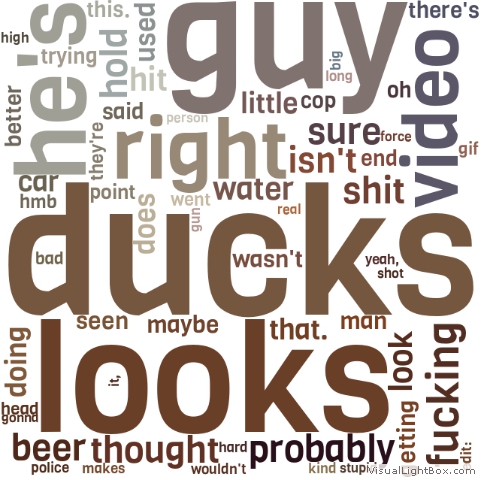 this.
there's
high
used
guy
trying
hold
he's
big
long
oh
video
hit
little
cop
better
said
person
sure
force
they're
right
isn't
end
gif
car
hmb
point
water
shit
does
went
gun
real
ducks
bad
wasn't
yeah,
shot
seen
maybe
that.
man
doing
looks
it,
look
fucking
head
gonna
etting
beer
thought
hard
probably
edit:
police
makes
wouldn't
kind
VisualLightBox.com